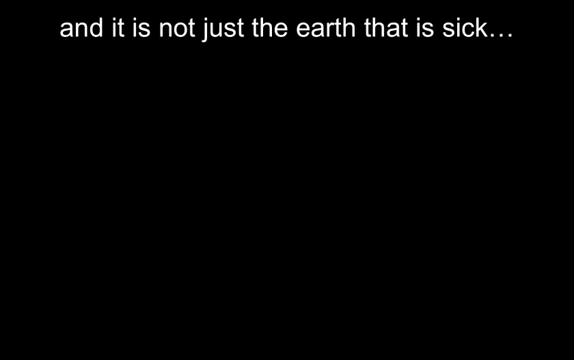 and it is not just the earth that is sick…